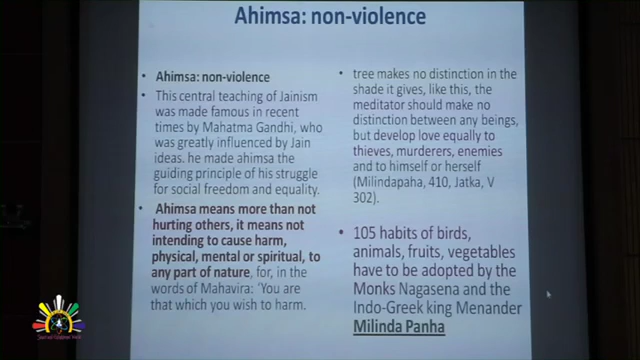 Ahimsa: non-violence
• Ahimsa: non-violence
• This central teaching of Jainism
was made famous in recent
times by Mahatma Gandhi, who
was greatly influenced by Jain
ideas. he made ahimsa the
guiding principle of his struggle
for social freedom and equality.
• Ahimsa means more than not
hurting others, it means not
intending to cause harm,
physical, mental or spiritual, to
any part of nature, for, in the
words of Mahavira: ‘You are
that which you wish to harm.
• tree makes no distinction in the
shade it gives, like this, the
meditator should make no
distinction between any beings,
but develop love equally to
thieves, murderers, enemies
and to himself or herself
(Milindapaha, 410, Jatka, V
302).
• 105 habits of birds,
animals, fruits, vegetables
have to be adopted by the
Monks Nagasena and the
Indo-Greek king Menander
Milinda Panha